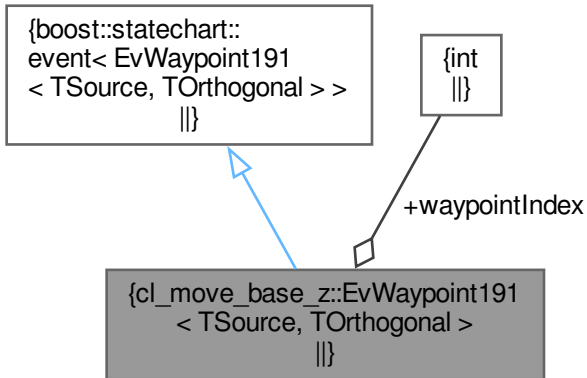 {boost::statechart::
event< EvWaypoint191
< TSource, TOrthogonal > >
||}
{int
||}
+waypointIndex
{cl_move_base_z::EvWaypoint191
< TSource, TOrthogonal >
||}